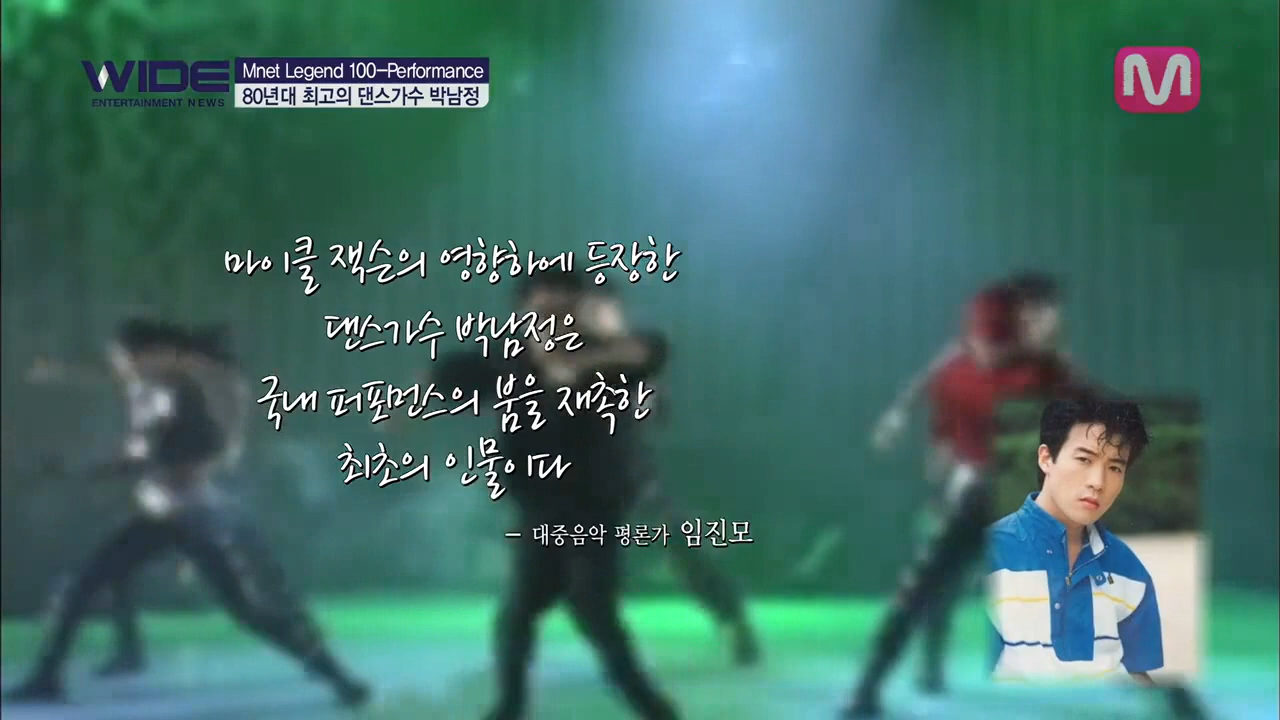 WIDE
ENTERTAINMENT NEWS
Mnet Legend 100-Performance
80년대 최고의 댄스가수 박남정
M
마이클 잭슨의 영향하에 등장한
댄스가수 박남정은
국내 퍼포먼스의 붐을 재촉한
최초의 인물이다
- 대중음악 평론가 임진모